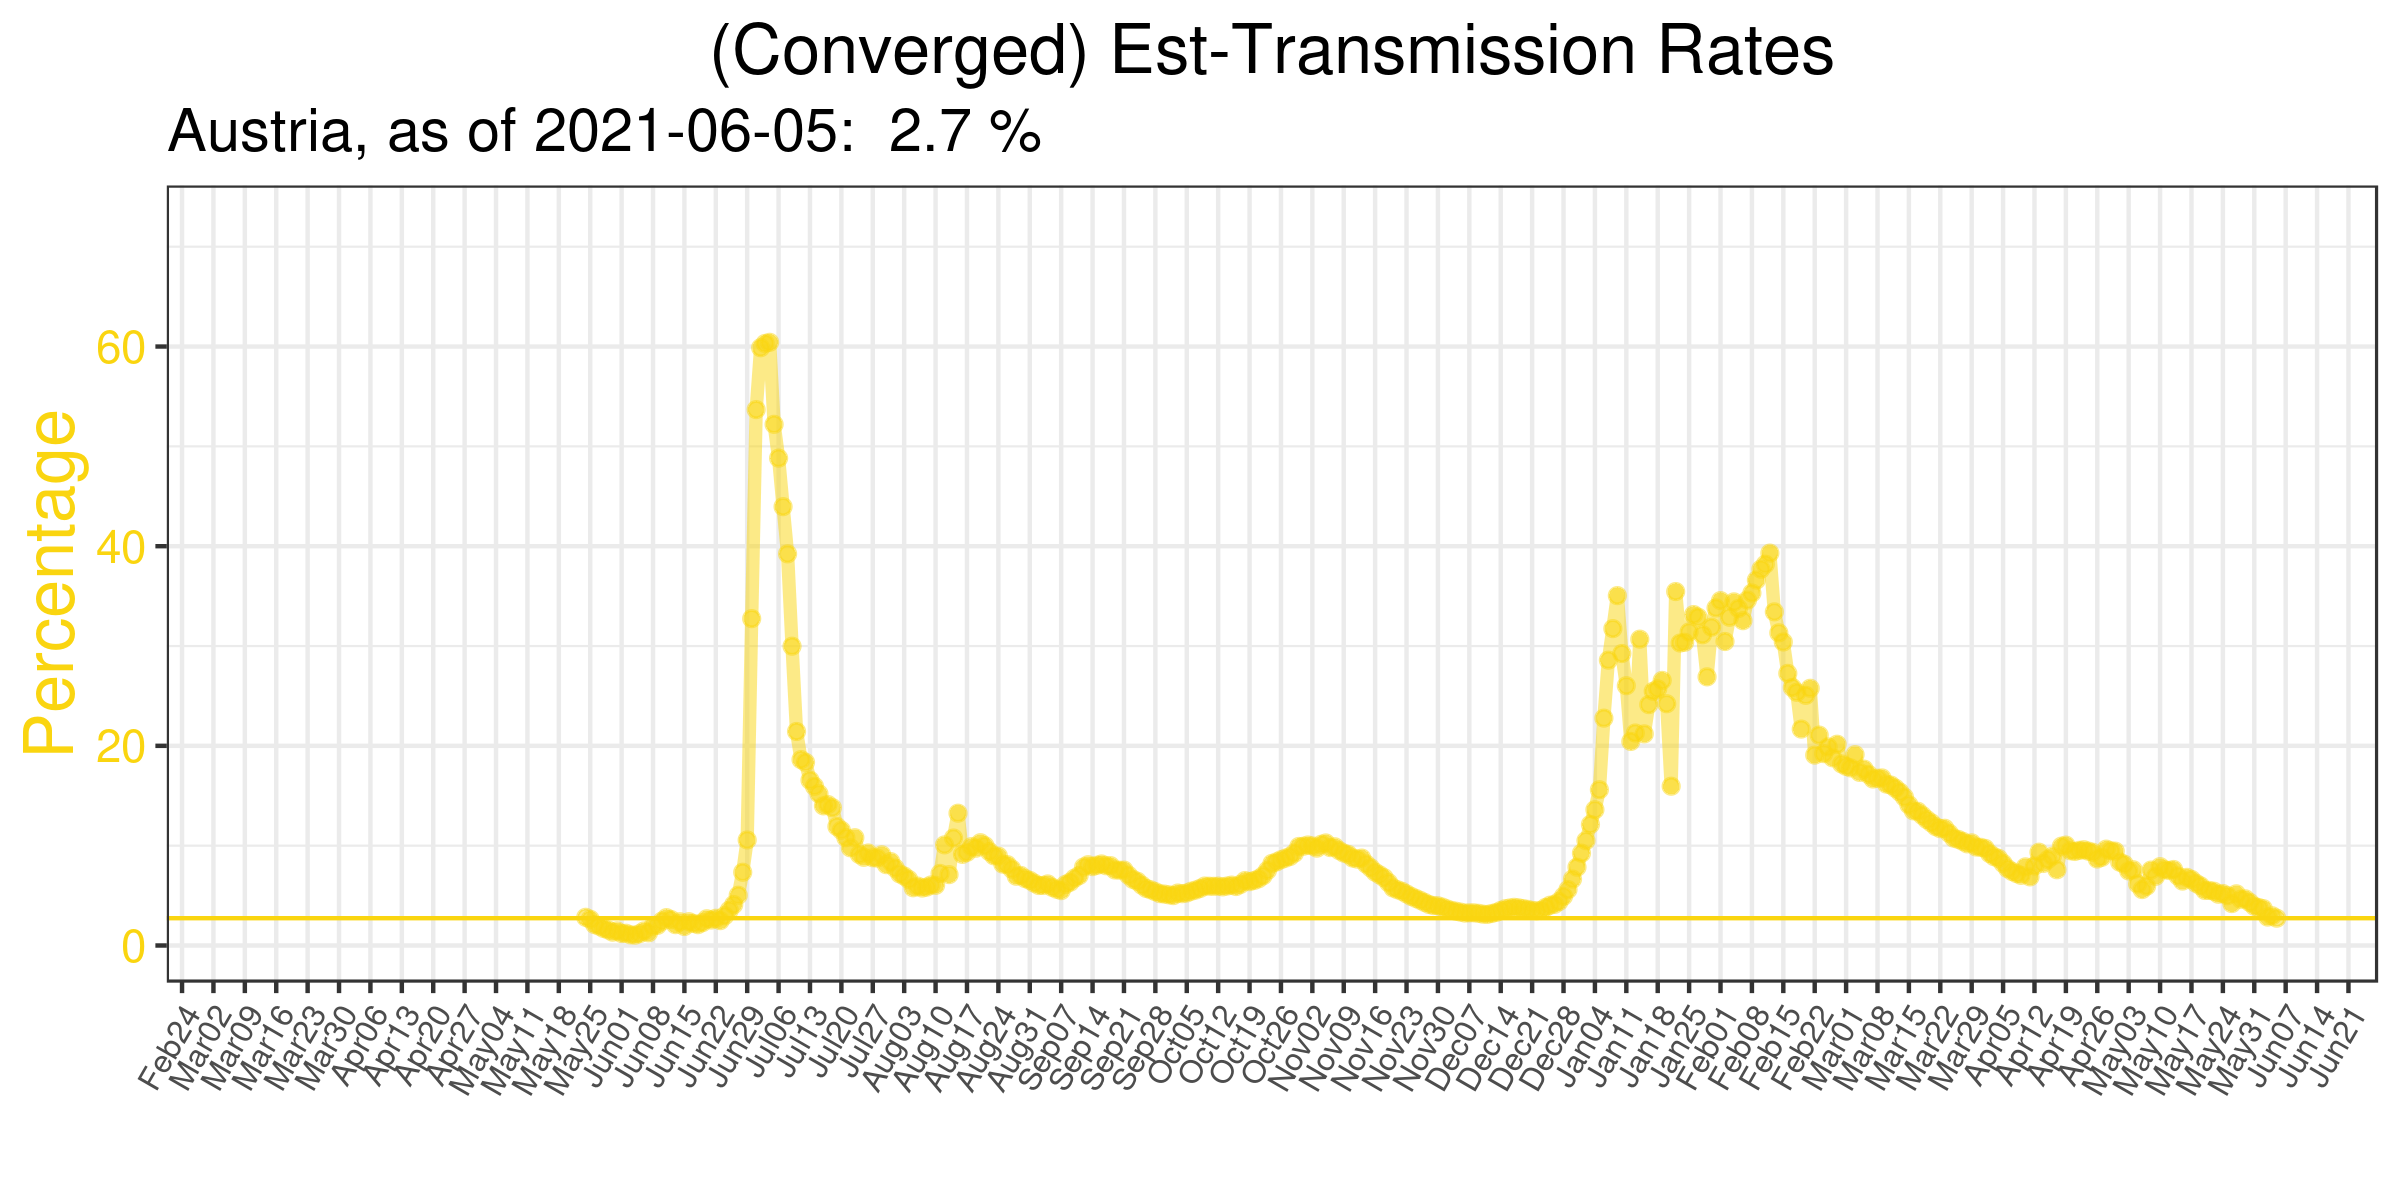 (Converged) Est-Transmission Rates
Austria, as of 2021-06-05:  2.7 %
Percentage
60
40
20
0
Feb24 Mar02 Mar09 Mar16 Mar23 Mar30 Apr06 Apr13 Apr20 Apr27 May04 May11 May18 May25 Jun01 Jun08 Jun15 Jun22 Jun29 Jul06 Jul13 Jul20 Jul27 Aug03 Aug10 Aug17 Aug24 Aug31 Sep07 Sep14 Sep21 Sep28 Oct05 Oct12 Oct19 Oct26 Nov02 Nov09 Nov16 Nov23 Nov30 Dec07 Dec14 Dec21 Dec28 Jan04 Jan11 Jan18 Jan25 Feb01 Feb08 Feb15 Feb22 Mar01 Mar08 Mar15 Mar22 Mar29 Apr05 Apr12 Apr19 Apr26 May03 May10 May17 May24 May31 Jun07 Jun14 Jun21